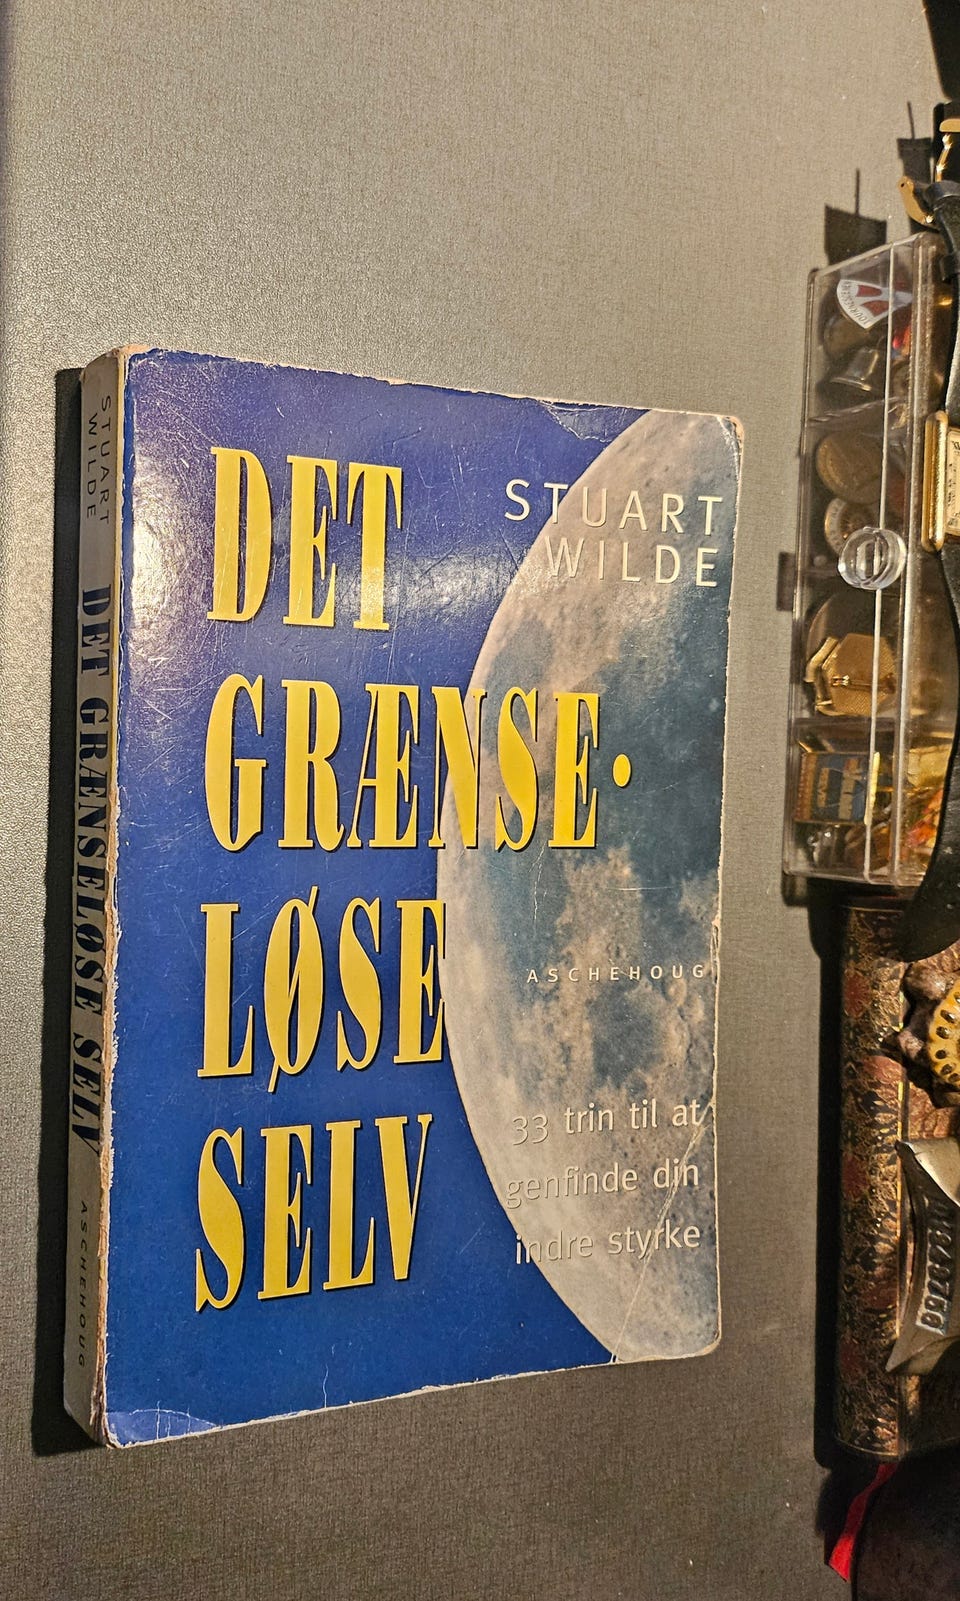 STUART
WILDE
DET
GRÆNSE·
LØSE
SELV
ASCHEHOUG
33 trin til at
genfinde din
indre styrke
STUART
WILDE
DET GRÆNSELØSE SELV
ASCHEHOUG